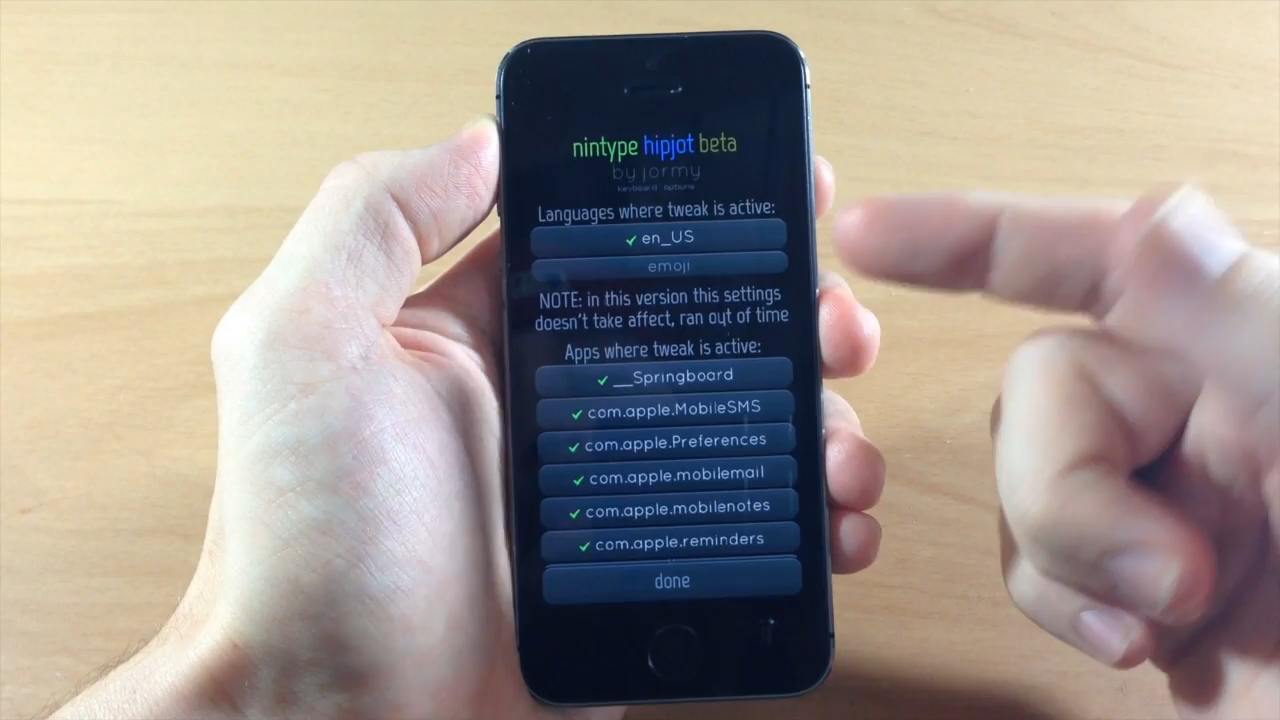 nintype hipjot beta
by jormy
keyboard options
Languages where tweak is active:
✓ en_US
emoji
NOTE: in this version this settings
doesn't take affect, ran out of time
Apps where tweak is active:
✓ __Springboard
✓ com.apple.MobileSMS
✓ com.apple.Preferences
✓ com.apple.mobilemail
✓ com.apple.mobilenotes
✓ com.apple.reminders
done